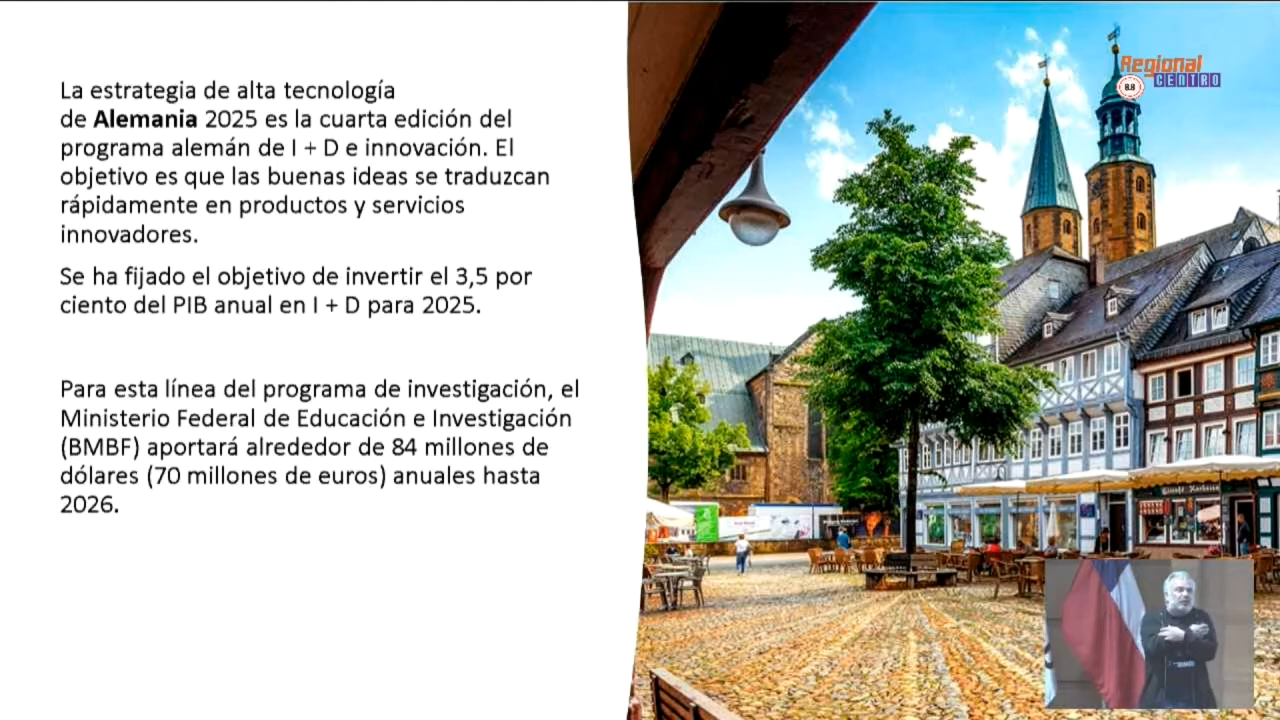 La estrategia de alta tecnología
de Alemania 2025 es la cuarta edición del
programa alemán de I + D e innovación. El
objetivo es que las buenas ideas se traduzcan
rápidamente en productos y servicios
innovadores.
Se ha fijado el objetivo de invertir el 3,5 por
ciento del PIB anual en I + D para 2025.
Para esta línea del programa de investigación, el
Ministerio Federal de Educación e Investigación
(BMBF) aportará alrededor de 84 millones de
dólares (70 millones de euros) anuales hasta
2026.
Regional
CENTRO